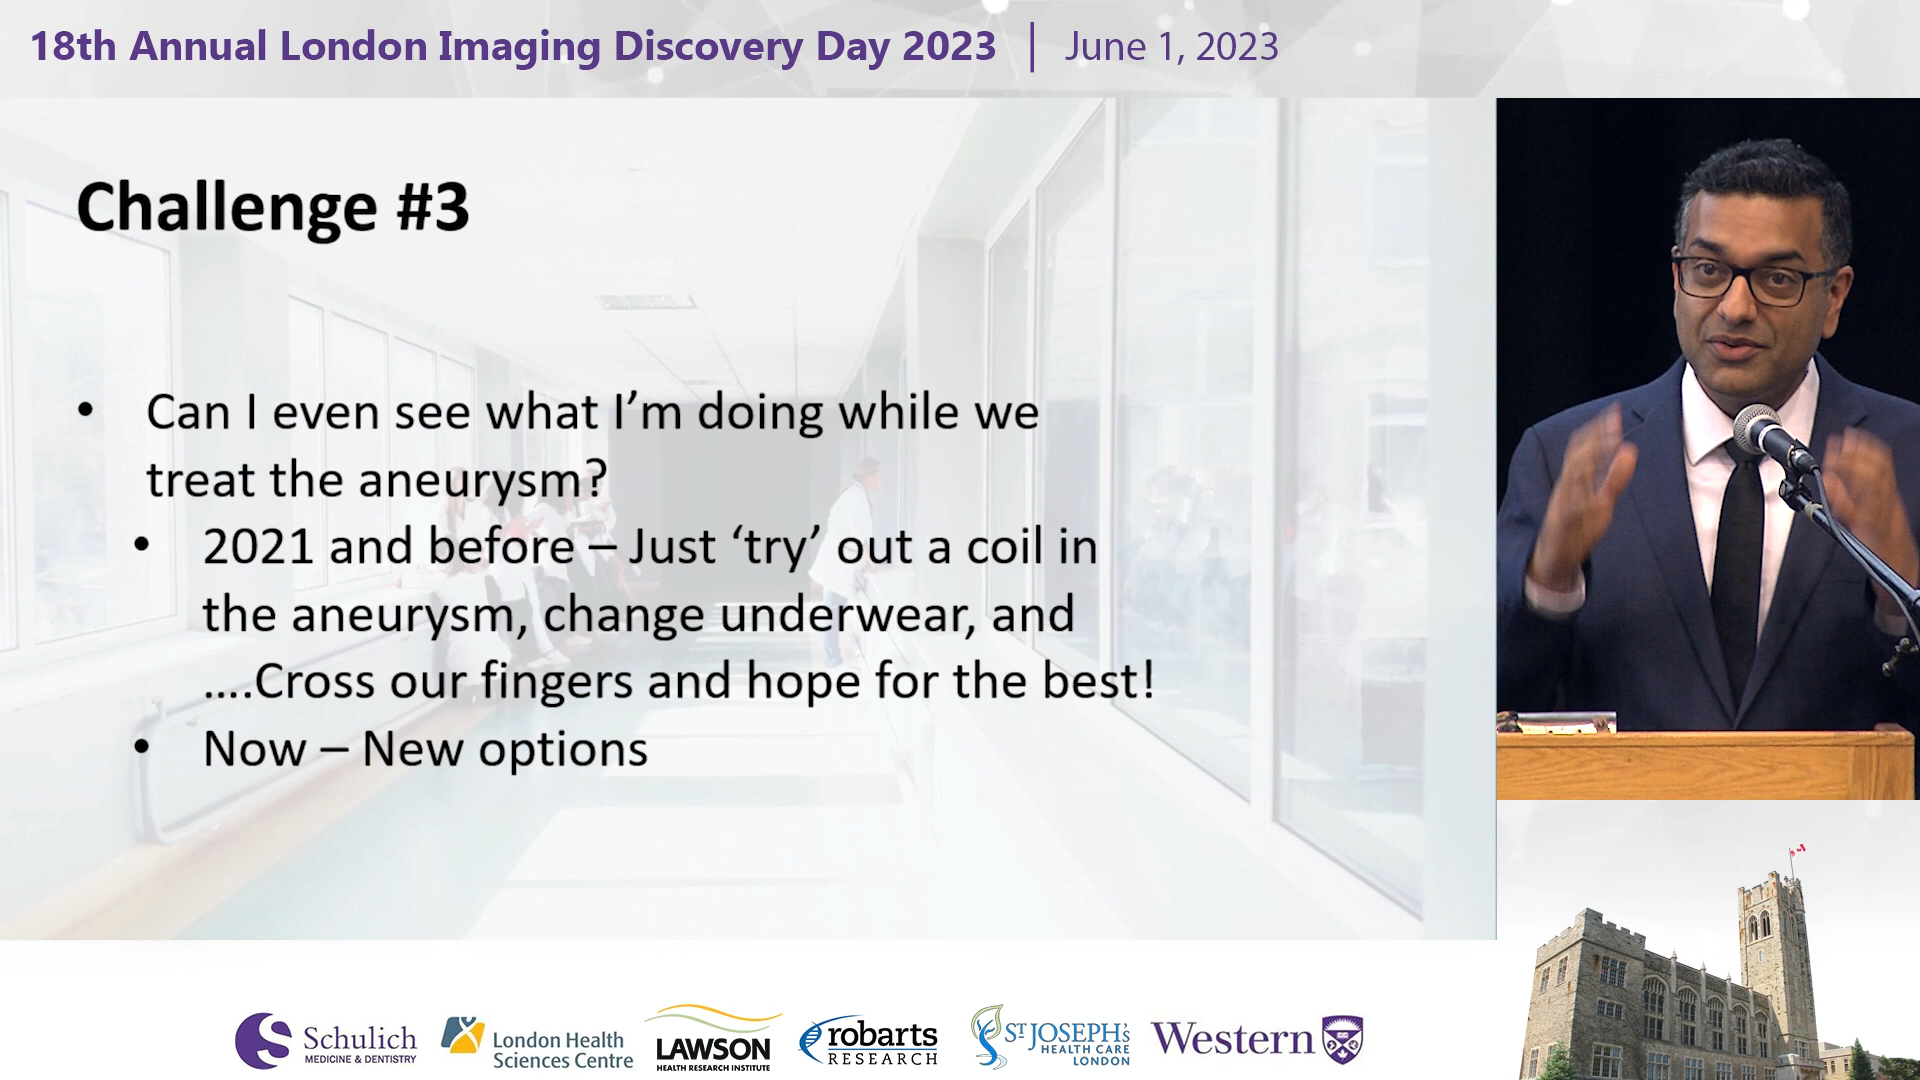 18th Annual London Imaging Discovery Day 2023 | June 1, 2023
Challenge #3
• Can I even see what I'm doing while we
treat the aneurysm?
• 2021 and before – Just ‘try’ out a coil in
the aneurysm, change underwear, and
....Cross our fingers and hope for the best!
• Now – New options
Schulich
MEDICINE & DENTISTRY
London Health
Sciences Centre
LAWSON
HEALTH RESEARCH INSTITUTE
robarts
RESEARCH
ST JOSEPH'S
HEALTH CARE
LONDON
Western